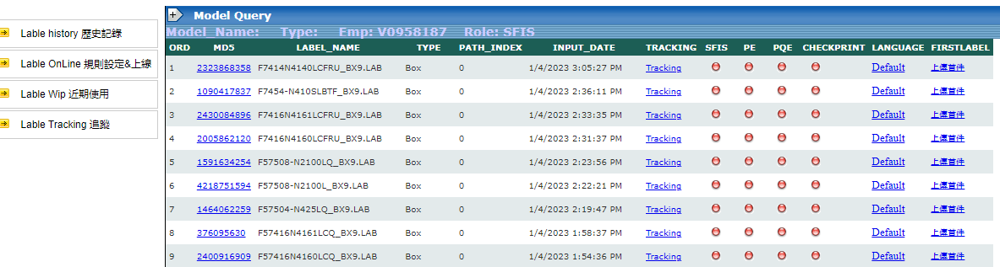 Lable history 歷史記錄
Lable OnLine 規則設定&上線
Lable Wip 近期使用
Lable Tracking 追蹤
+ Model Query
Model_Name: Type: Emp: V0958187 Role: SFIS
ORD MD5 LABEL_NAME TYPE PATH_INDEX INPUT_DATE TRACKING SFIS PE PQE CHECKPRINT LANGUAGE FIRSTLABEL
1 2323868358 F7414N4140LCFRU_BX9.LAB Box 0 1/4/2023 3:05:27 PM Tracking Default 上傳首件
2 1090417837 F7454-N410SLBTF_BX9.LAB Box 0 1/4/2023 2:36:11 PM Tracking Default 上傳首件
3 2430084896 F7416N4161LCFRU_BX9.LAB Box 0 1/4/2023 2:33:35 PM Tracking Default 上傳首件
4 2005862120 F7416N4160LCFRU_BX9.LAB Box 0 1/4/2023 2:31:37 PM Tracking Default 上傳首件
5 1591634254 F57508-N2100LQ_BX9.LAB Box 0 1/4/2023 2:23:56 PM Tracking Default 上傳首件
6 4218751594 F57508-N2100L_BX9.LAB Box 0 1/4/2023 2:22:21 PM Tracking Default 上傳首件
7 1464062259 F57504-N425LQ_BX9.LAB Box 0 1/4/2023 2:19:47 PM Tracking Default 上傳首件
8 376095630 F57416N4161LCQ_BX9.LAB Box 0 1/4/2023 1:58:37 PM Tracking Default 上傳首件
9 2400916909 F57416N4160LCQ_BX9.LAB Box 0 1/4/2023 1:54:36 PM Tracking Default 上傳首件